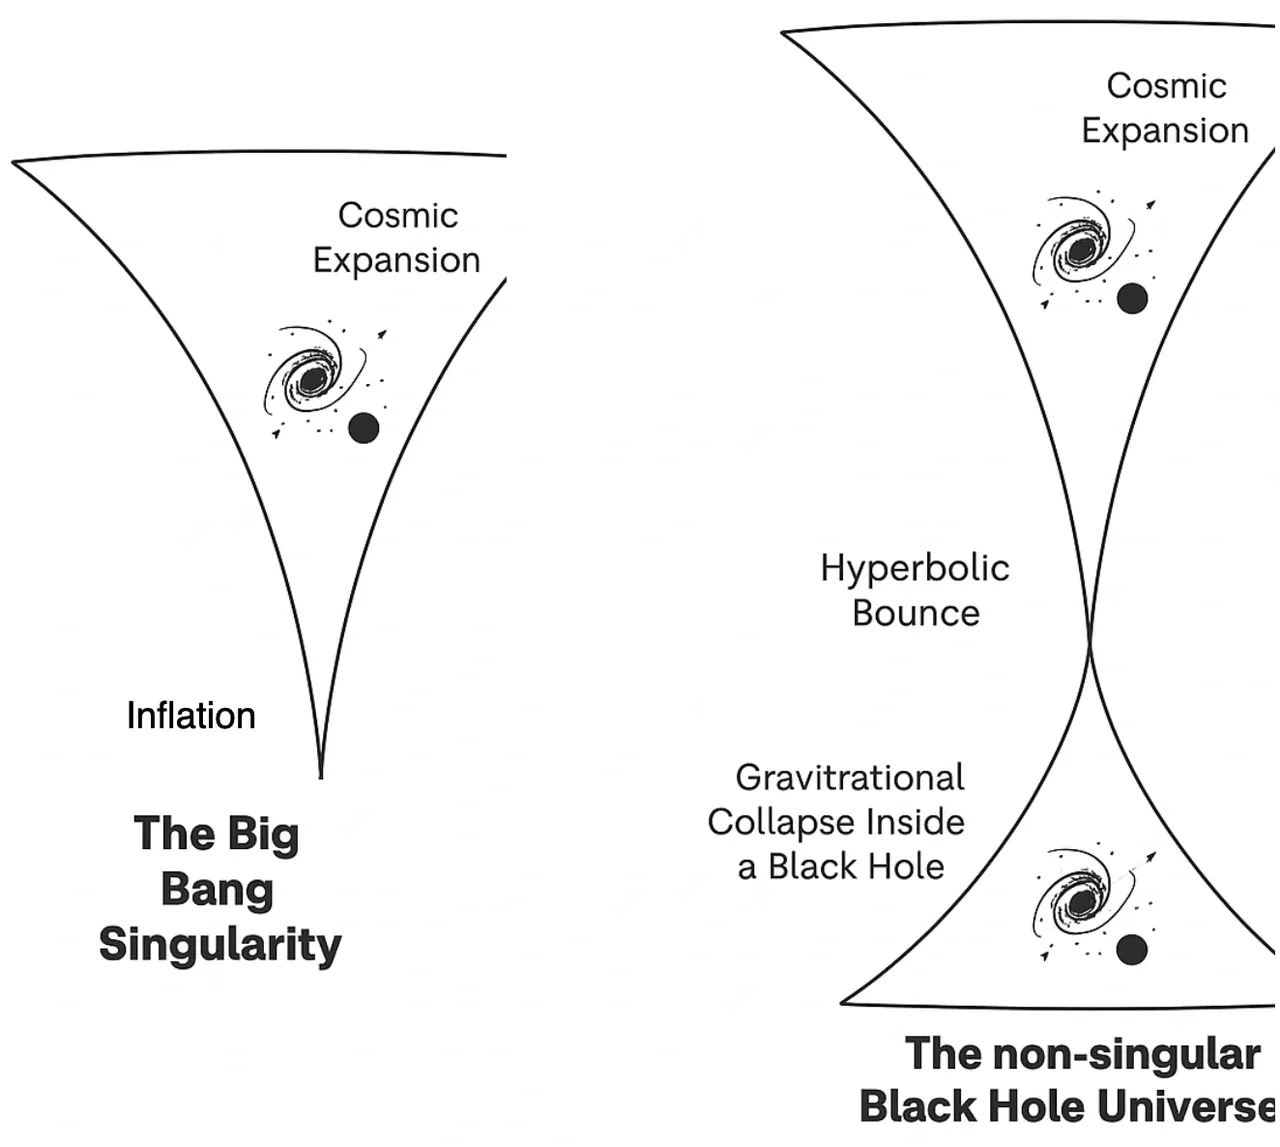 Cosmic
Expansion
Inflation
The Big
Bang
Singularity
Cosmic
Expansion
Hyperbolic
Bounce
Gravitrational
Collapse Inside
a Black Hole
The non-singular
Black Hole Universe